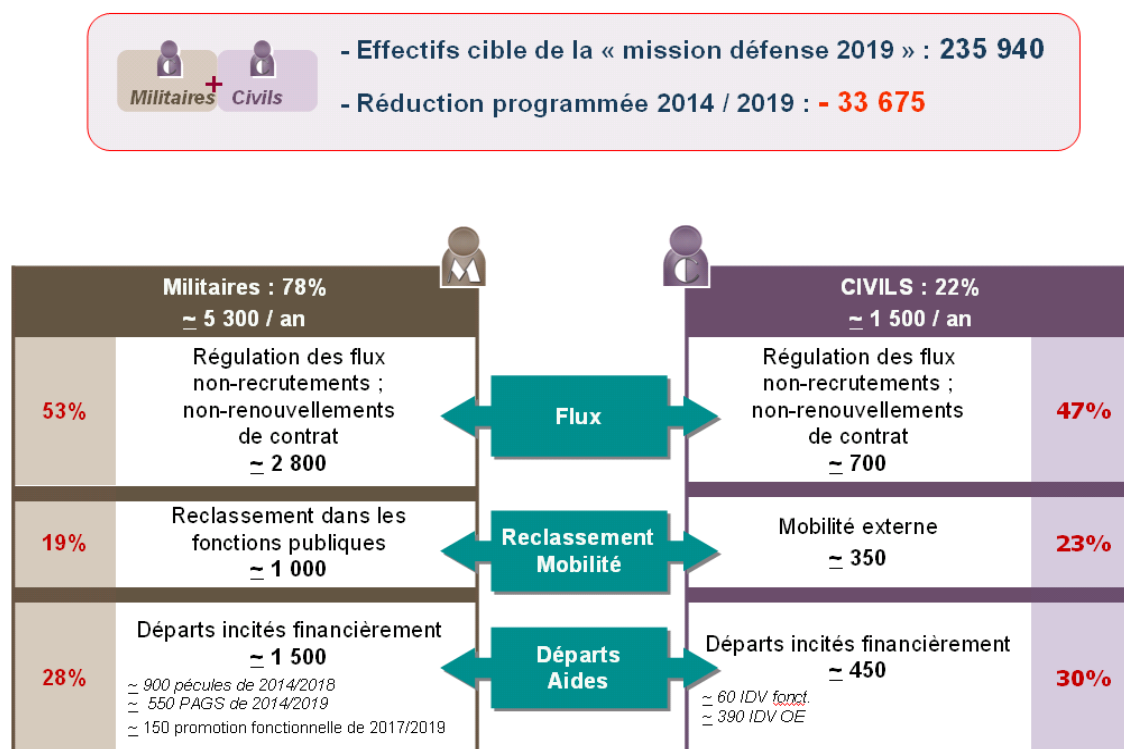 - Effectifs cible de la « mission défense 2019 » : 235 940
Militaires + Civils
- Réduction programmée 2014 / 2019 : - 33 675
M
C
Militaires : 78%
~ 5 300 / an
CIVILS : 22%
~ 1 500 / an
53%
Régulation des flux
non-recrutements ;
non-renouvellements
de contrat
~ 2 800
Flux
Régulation des flux
non-recrutements ;
non-renouvellements
de contrat
~ 700
47%
19%
Reclassement dans les
fonctions publiques
~ 1 000
Reclassement
Mobilité
Mobilité externe
~ 350
23%
28%
Départs incités financièrement
~ 1 500
~ 900 pécules de 2014/2018
~ 550 PAGS de 2014/2019
~ 150 promotion fonctionnelle de 2017/2019
Départs
Aides
Départs incités financièrement
~ 450
~ 60 IDV fonct.
~ 390 IDV OE
30%